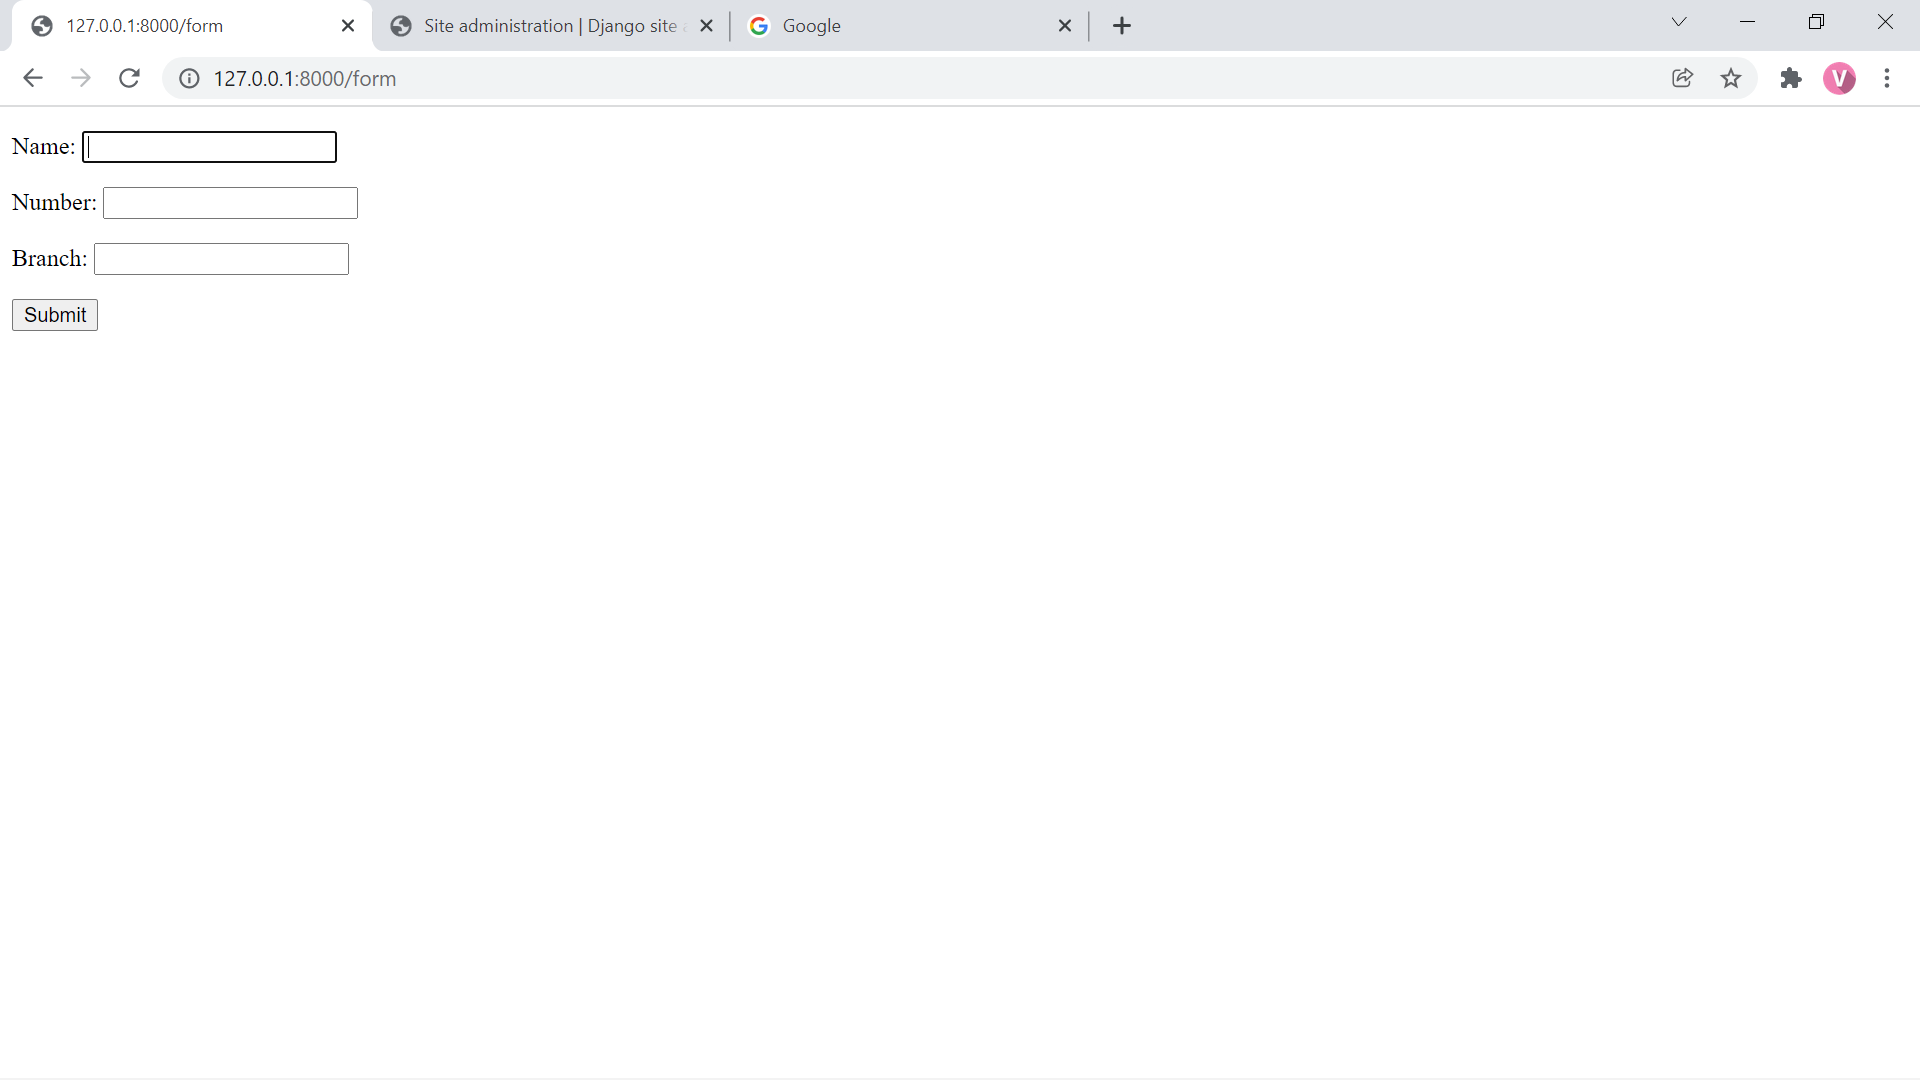 127.0.0.1:8000/form
Site administration | Django site
Google
127.0.0.1:8000/form
V
Name:
Number:
Branch:
Submit